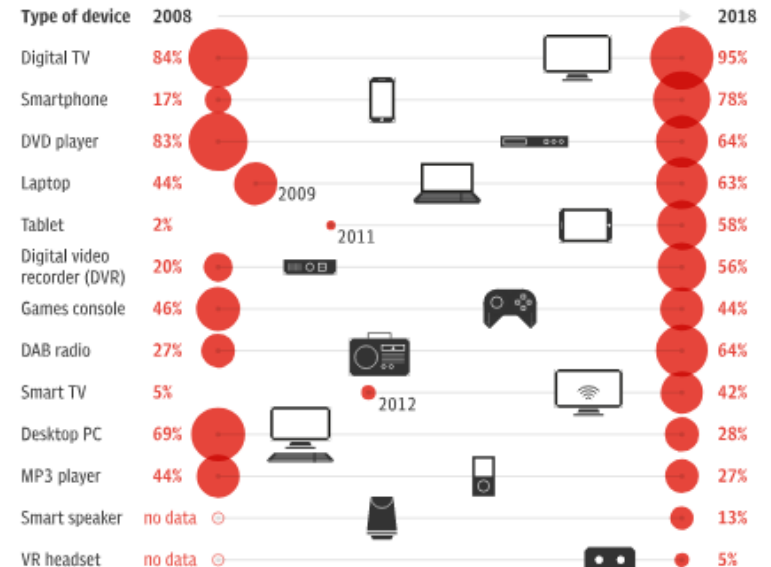 Type of device 2008 2018
Digital TV 84% 95%
Smartphone 17% 78%
DVD player 83% 64%
Laptop 44% 2009 63%
Tablet 2% 2011 58%
Digital video
recorder (DVR) 20% 56%
Games console 46% 44%
DAB radio 27% 64%
Smart TV 5% 2012 42%
Desktop PC 69% 28%
MP3 player 44% 27%
Smart speaker no data 13%
VR headset no data 5%